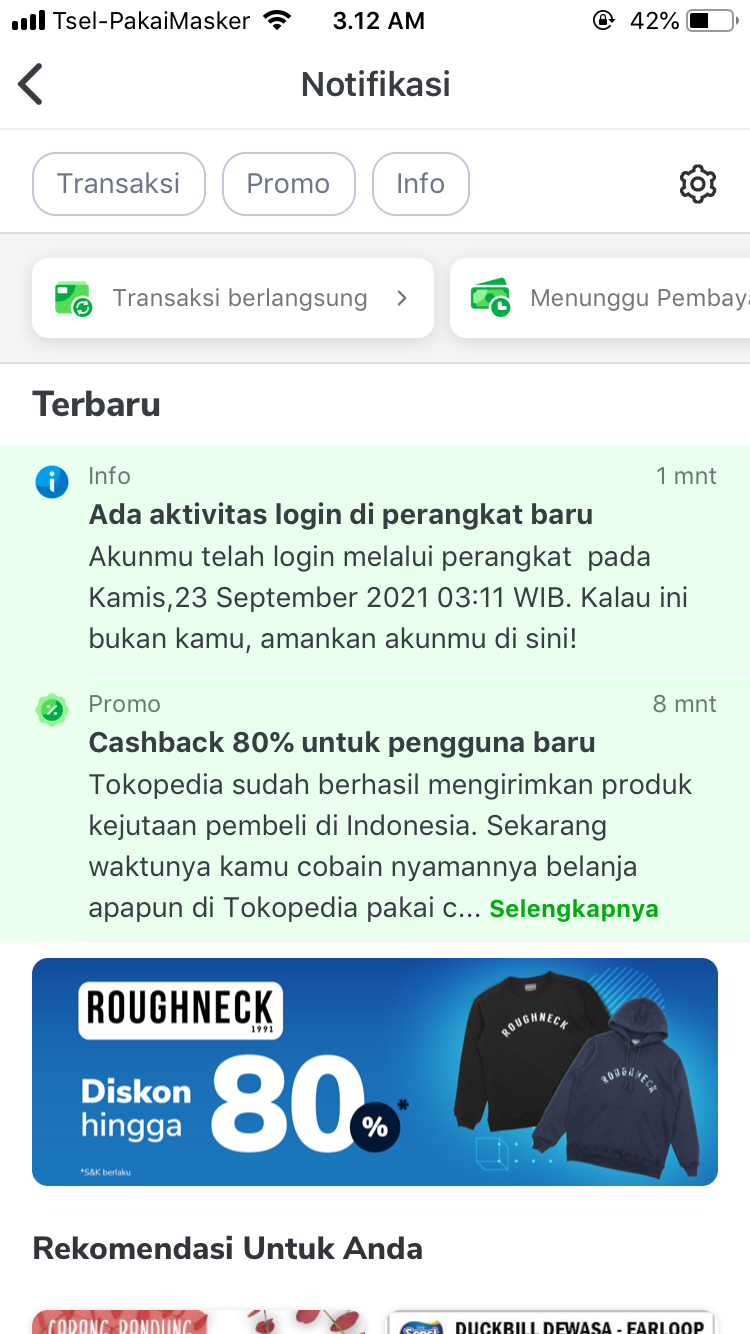 Tsel-PakaiMasker 3.12 AM 42%
Notifikasi
Transaksi Promo Info
Transaksi berlangsung Menunggu Pembaya
Terbaru
Info 1 mnt
Ada aktivitas login di perangkat baru
Akunmu telah login melalui perangkat pada
Kamis,23 September 2021 03:11 WIB. Kalau ini
bukan kamu, amankan akunmu di sini!
Promo 8 mnt
Cashback 80% untuk pengguna baru
Tokopedia sudah berhasil mengirimkan produk
kejutaan pembeli di Indonesia. Sekarang
waktunya kamu cobain nyamannya belanja
apapun di Tokopedia pakai c... Selengkapnya
ROUGHNECK
1991
Diskon
hingga
80%*
*S&K berlaku
ROUGHNECK
ROUGHNECK
Rekomendasi Untuk Anda
CARANG BANDUNG
Sensi DUCKBILL DEWASA - EARLOOP